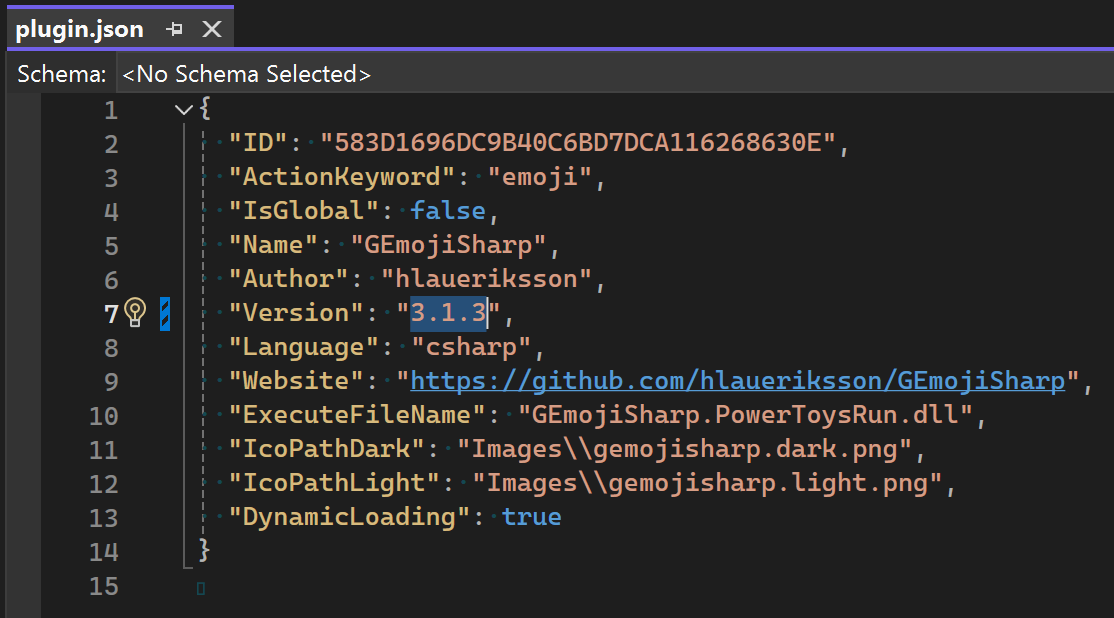 plugin.json
Schema: <No Schema Selected>
1 {
2 "ID": "583D1696DC9B40C6BD7DCA116268630E",
3 "ActionKeyword": "emoji",
4 "IsGlobal": false,
5 "Name": "GEmojiSharp",
6 "Author": "hlaueriksson",
7 "Version": "3.1.3",
8 "Language": "csharp",
9 "Website": "https://github.com/hlaueriksson/GEmojiSharp",
10 "ExecuteFileName": "GEmojiSharp.PowerToysRun.dll",
11 "IcoPathDark": "Images\\gemojisharp.dark.png",
12 "IcoPathLight": "Images\\gemojisharp.light.png",
13 "DynamicLoading": true
14 }
15